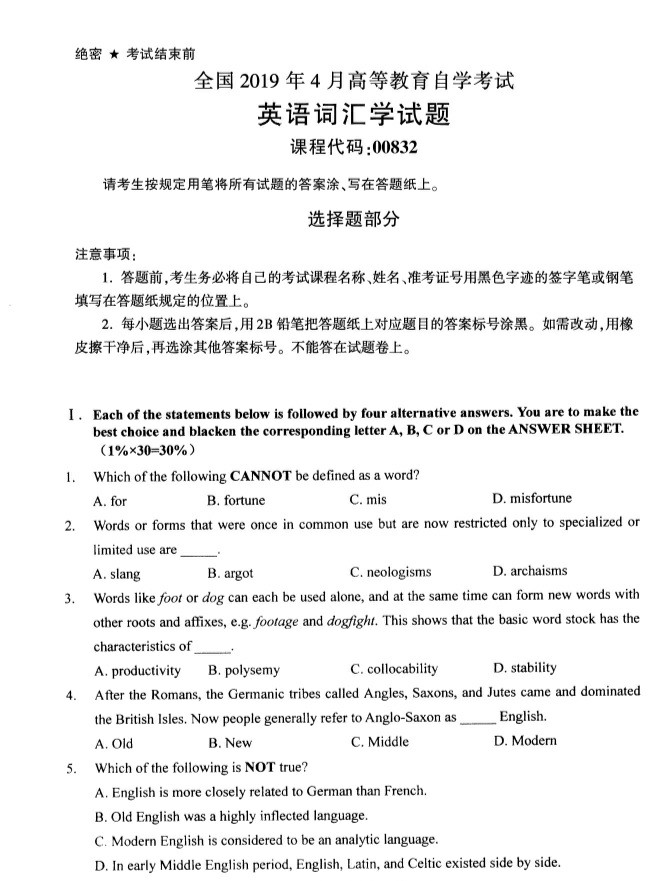 绝密 ★ 考试结束前
全国 2019 年 4 月高等教育自学考试
英语词汇学试题
课程代码:00832
请考生按规定用笔将所有试题的答案涂、写在答题纸上。
选择题部分
注意事项:
1. 答题前,考生务必将自己的考试课程名称、姓名、准考证号用黑色字迹的签字笔或钢笔
填写在答题纸规定的位置上。
2. 每小题选出答案后,用 2B 铅笔把答题纸上对应题目的答案标号涂黑。如需改动,用橡
皮擦干净后,再选涂其他答案标号。不能答在试题卷上。
Ⅰ. Each of the statements below is followed by four alternative answers. You are to make the
best choice and blacken the corresponding letter A, B, C or D on the ANSWER SHEET.
(1%×30=30%)
1. Which of the following CANNOT be defined as a word?
A. for B. fortune C. mis D. misfortune
2. Words or forms that were once in common use but are now restricted only to specialized or
limited use are _____.
A. slang B. argot C. neologisms D. archaisms
3. Words like foot or dog can each be used alone, and at the same time can form new words with
other roots and affixes, e.g. footage and dogfight. This shows that the basic word stock has the
characteristics of _____.
A. productivity B. polysemy C. collocability D. stability
4. After the Romans, the Germanic tribes called Angles, Saxons, and Jutes came and dominated
the British Isles. Now people generally refer to Anglo-Saxon as _____ English.
A. Old B. New C. Middle D. Modern
5. Which of the following is NOT true?
A. English is more closely related to German than French.
B. Old English was a highly inflected language.
C. Modern English is considered to be an analytic language.
D. In early Middle English period, English, Latin, and Celtic existed side by side.